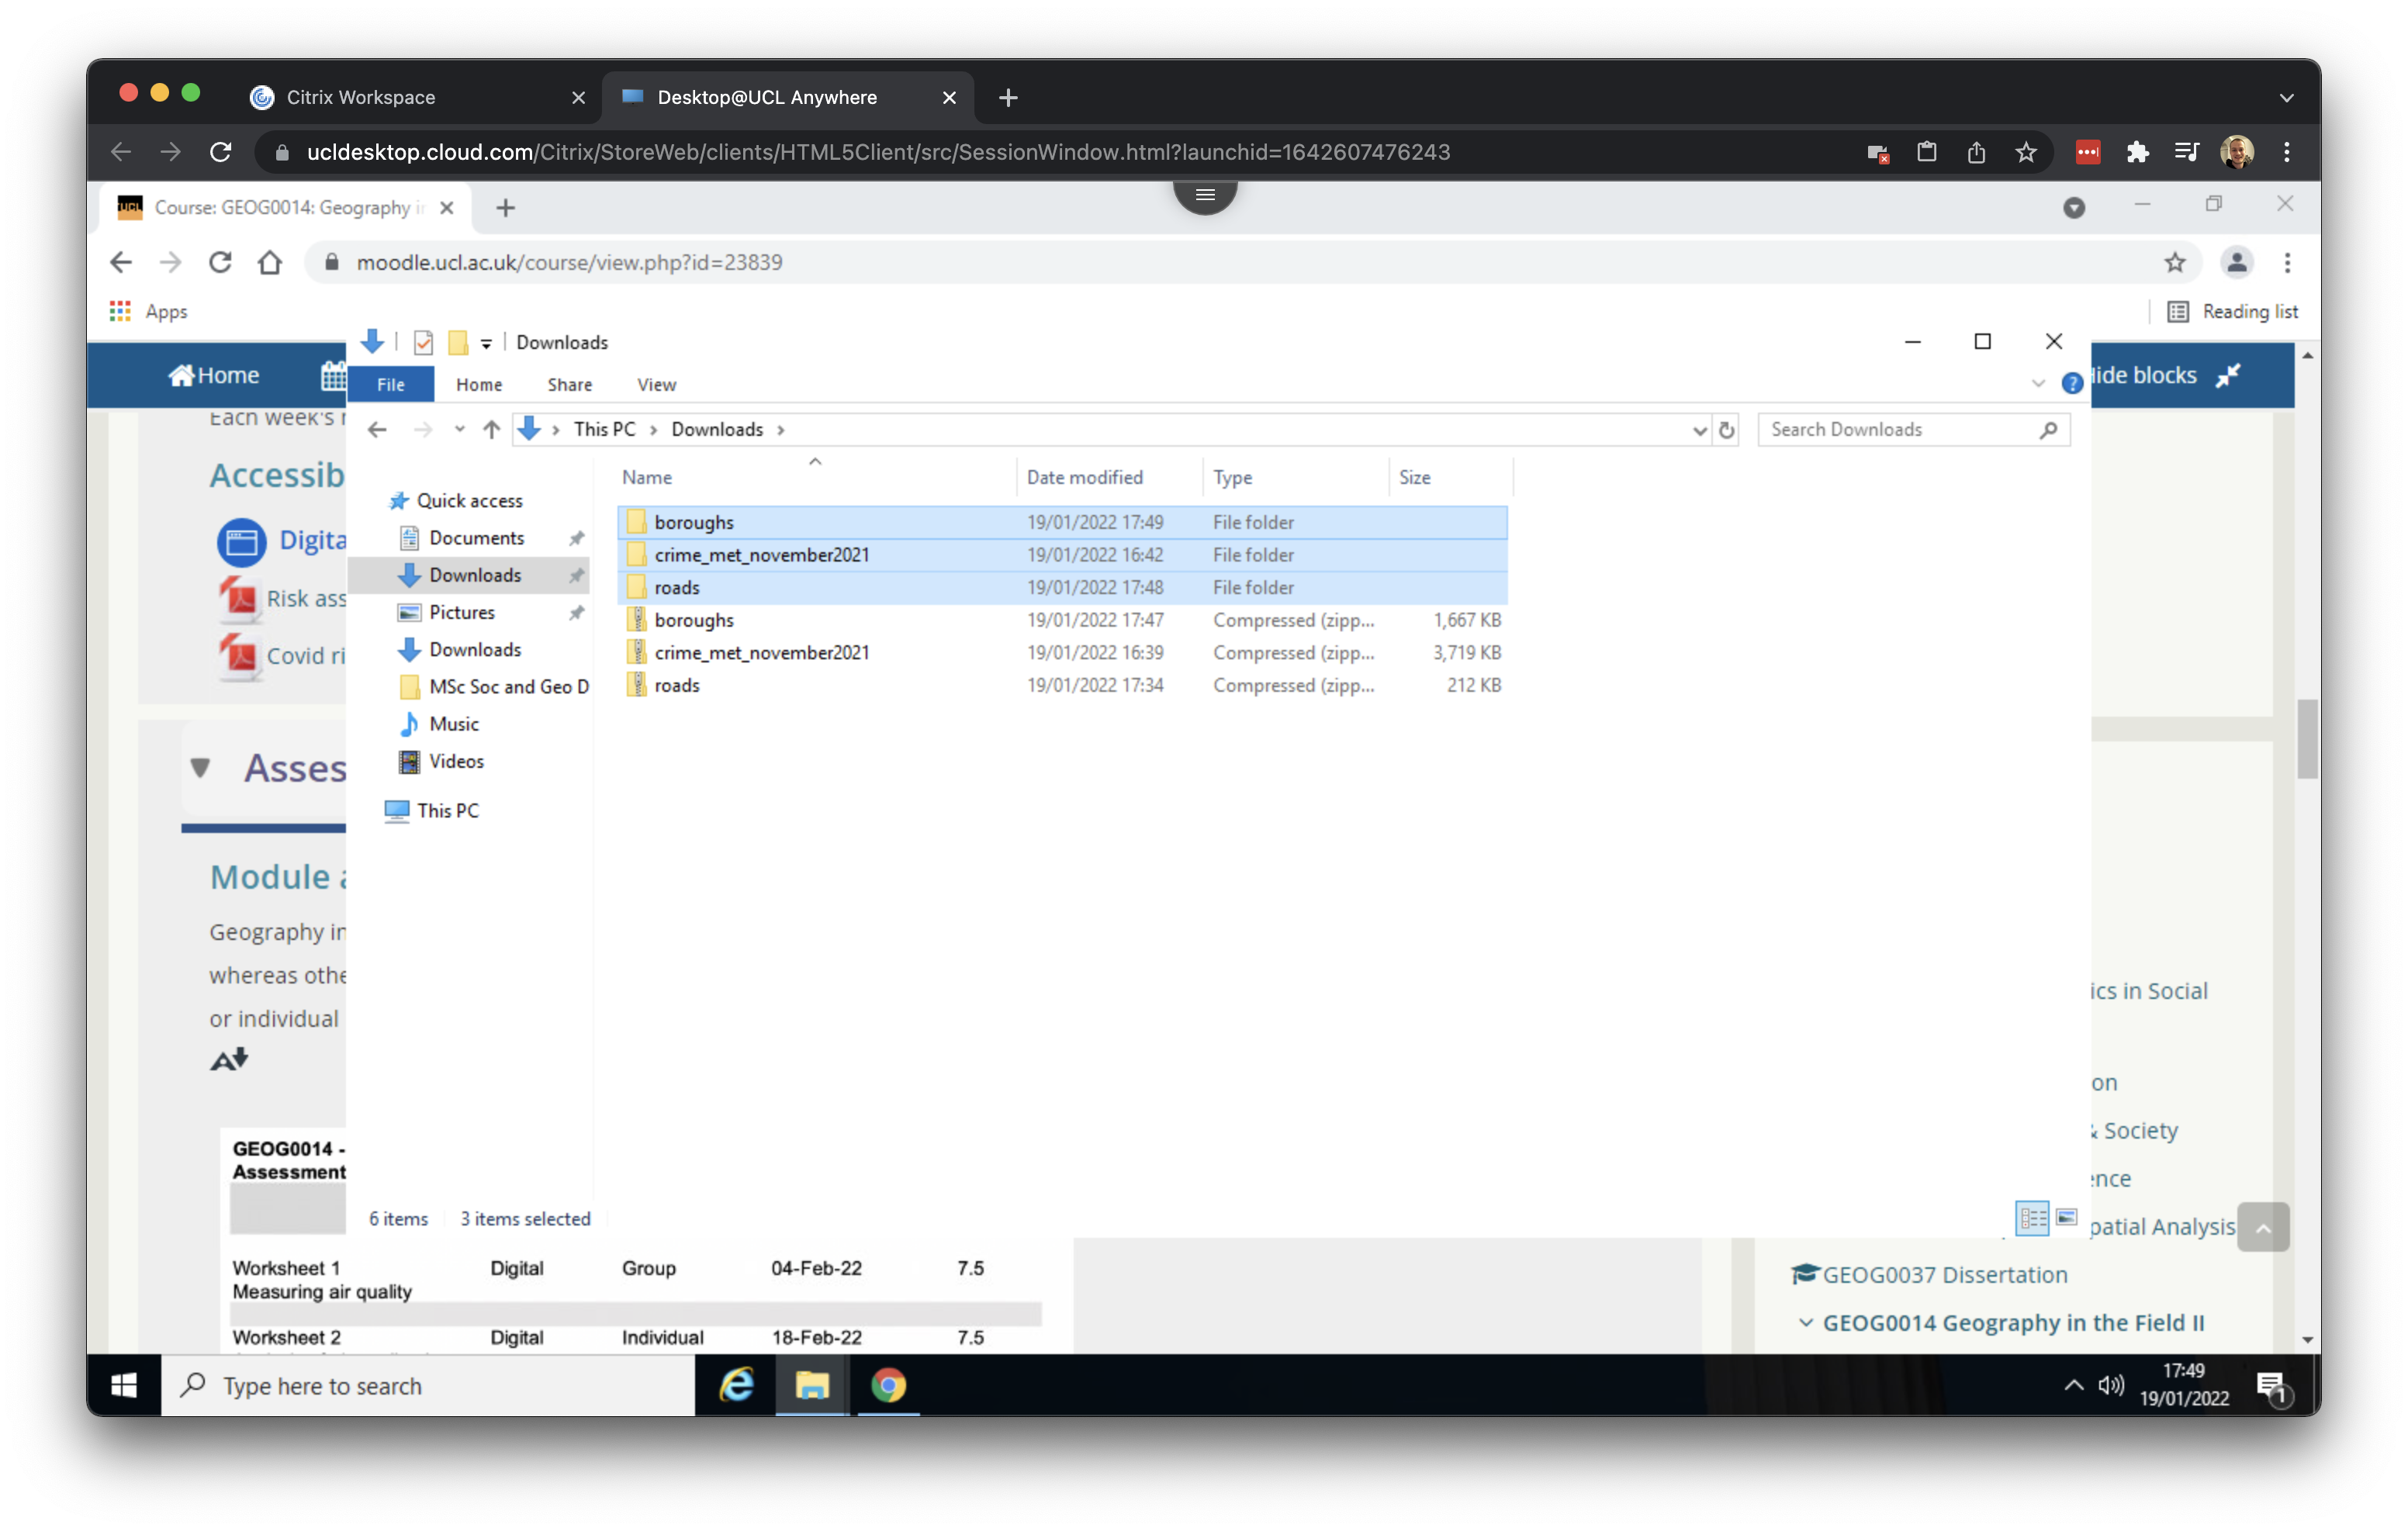 Citrix Workspace
Desktop@UCL Anywhere
ucldesktop.cloud.com/Citrix/StoreWeb/clients/HTML5Client/src/SessionWindow.html?launchid=1642607476243
UCL Course: GEOG0014: Geography in
moodle.ucl.ac.uk/course/view.php?id=23839
Apps
Reading list
Downloads
Home
File Home Share View
Hide blocks
Each week's
This PC Downloads
Search Downloads
Name Date modified Type Size
Accessib
Quick access
Documents
Downloads
Pictures
Downloads
MSc Soc and Geo D
Music
Videos
This PC
boroughs 19/01/2022 17:49 File folder
crime_met_november2021 19/01/2022 16:42 File folder
roads 19/01/2022 17:48 File folder
boroughs 19/01/2022 17:47 Compressed (zipp... 1,667 KB
crime_met_november2021 19/01/2022 16:39 Compressed (zipp... 3,719 KB
roads 19/01/2022 17:34 Compressed (zipp... 212 KB
Digita
Risk ass
Covid ri
Asses
Module a
Geography in
whereas othe
or individual
A
GEOG0014 -
Assessment
6 items 3 items selected
ics in Social
on
& Society
ence
patial Analysis
GEOG0037 Dissertation
GEOG0014 Geography in the Field II
Worksheet 1 Digital Group 04-Feb-22 7.5
Measuring air quality
Worksheet 2 Digital Individual 18-Feb-22 7.5
Type here to search
17:49
19/01/2022
1